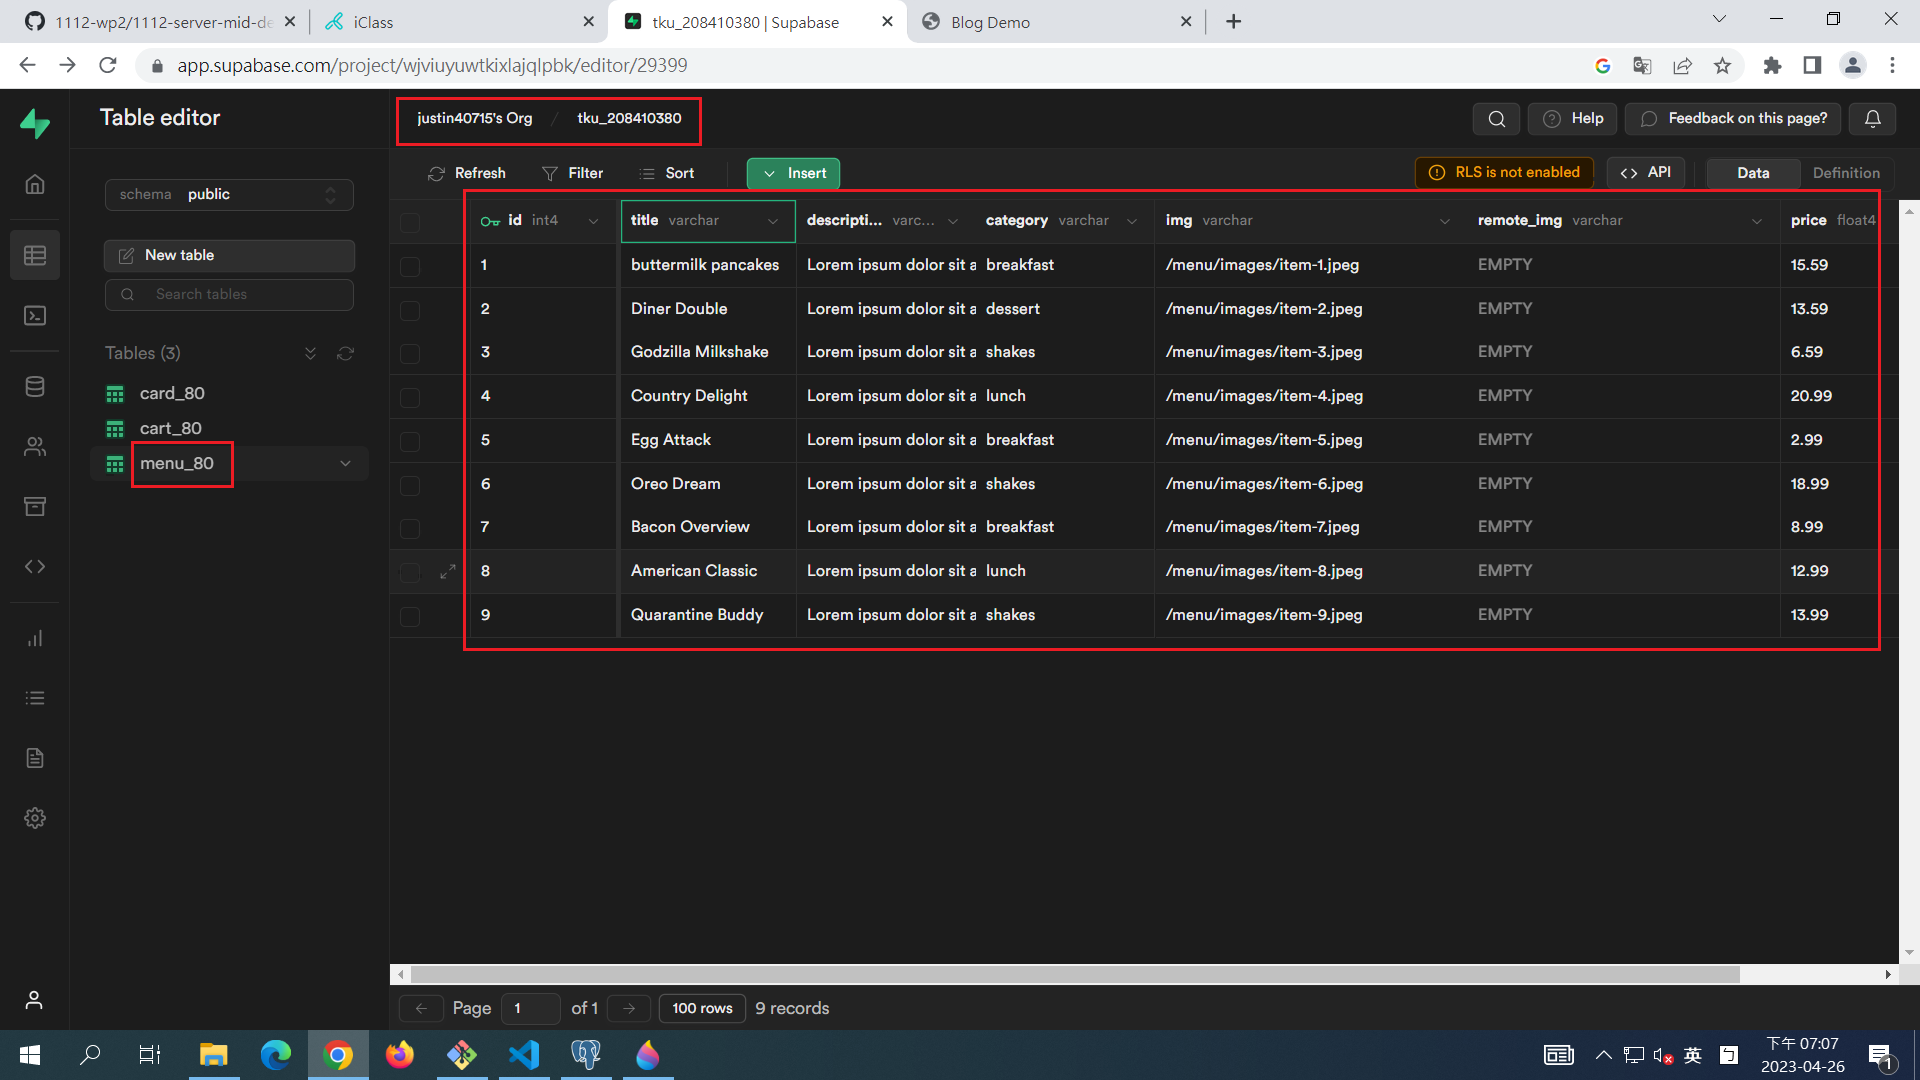 1112-wp2/1112-server-mid-de
iClass
tku_208410380 | Supabase
Blog Demo
app.supabase.com/project/wjviuyuwtkixlajqlpbk/editor/29399
Table editor
justin40715's Org / tku_208410380
Help
Feedback on this page?
schema public
Refresh Filter Sort Insert
RLS is not enabled
API
Data Definition
New table
Search tables
Tables (3)
card_80
cart_80
menu_80
id int4 title varchar descripti... varc... category varchar img varchar remote_img varchar price float4
1 buttermilk pancakes Lorem ipsum dolor sit a breakfast /menu/images/item-1.jpeg EMPTY 15.59
2 Diner Double Lorem ipsum dolor sit a dessert /menu/images/item-2.jpeg EMPTY 13.59
3 Godzilla Milkshake Lorem ipsum dolor sit a shakes /menu/images/item-3.jpeg EMPTY 6.59
4 Country Delight Lorem ipsum dolor sit a lunch /menu/images/item-4.jpeg EMPTY 20.99
5 Egg Attack Lorem ipsum dolor sit a breakfast /menu/images/item-5.jpeg EMPTY 2.99
6 Oreo Dream Lorem ipsum dolor sit a shakes /menu/images/item-6.jpeg EMPTY 18.99
7 Bacon Overview Lorem ipsum dolor sit a breakfast /menu/images/item-7.jpeg EMPTY 8.99
8 American Classic Lorem ipsum dolor sit a lunch /menu/images/item-8.jpeg EMPTY 12.99
9 Quarantine Buddy Lorem ipsum dolor sit a shakes /menu/images/item-9.jpeg EMPTY 13.99
Page 1 of 1 100 rows 9 records
英
下午 07:07
2023-04-26
1